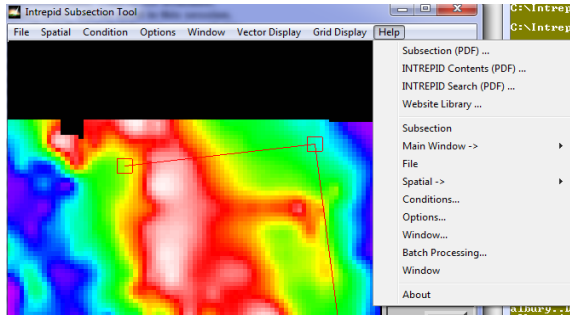 Intrepid Subsection Tool
C:\Intrep
File Spatial Condition Options Window Vector Display Grid Display Help
C:\Intrep
Subsection (PDF) ...
INTREPID Contents (PDF) ...
INTREPID Search (PDF) ...
Website Library ...
Subsection
Main Window ->
File
Spatial ->
Conditions...
Options...
Window...
Batch Processing...
Window
About
albury..D